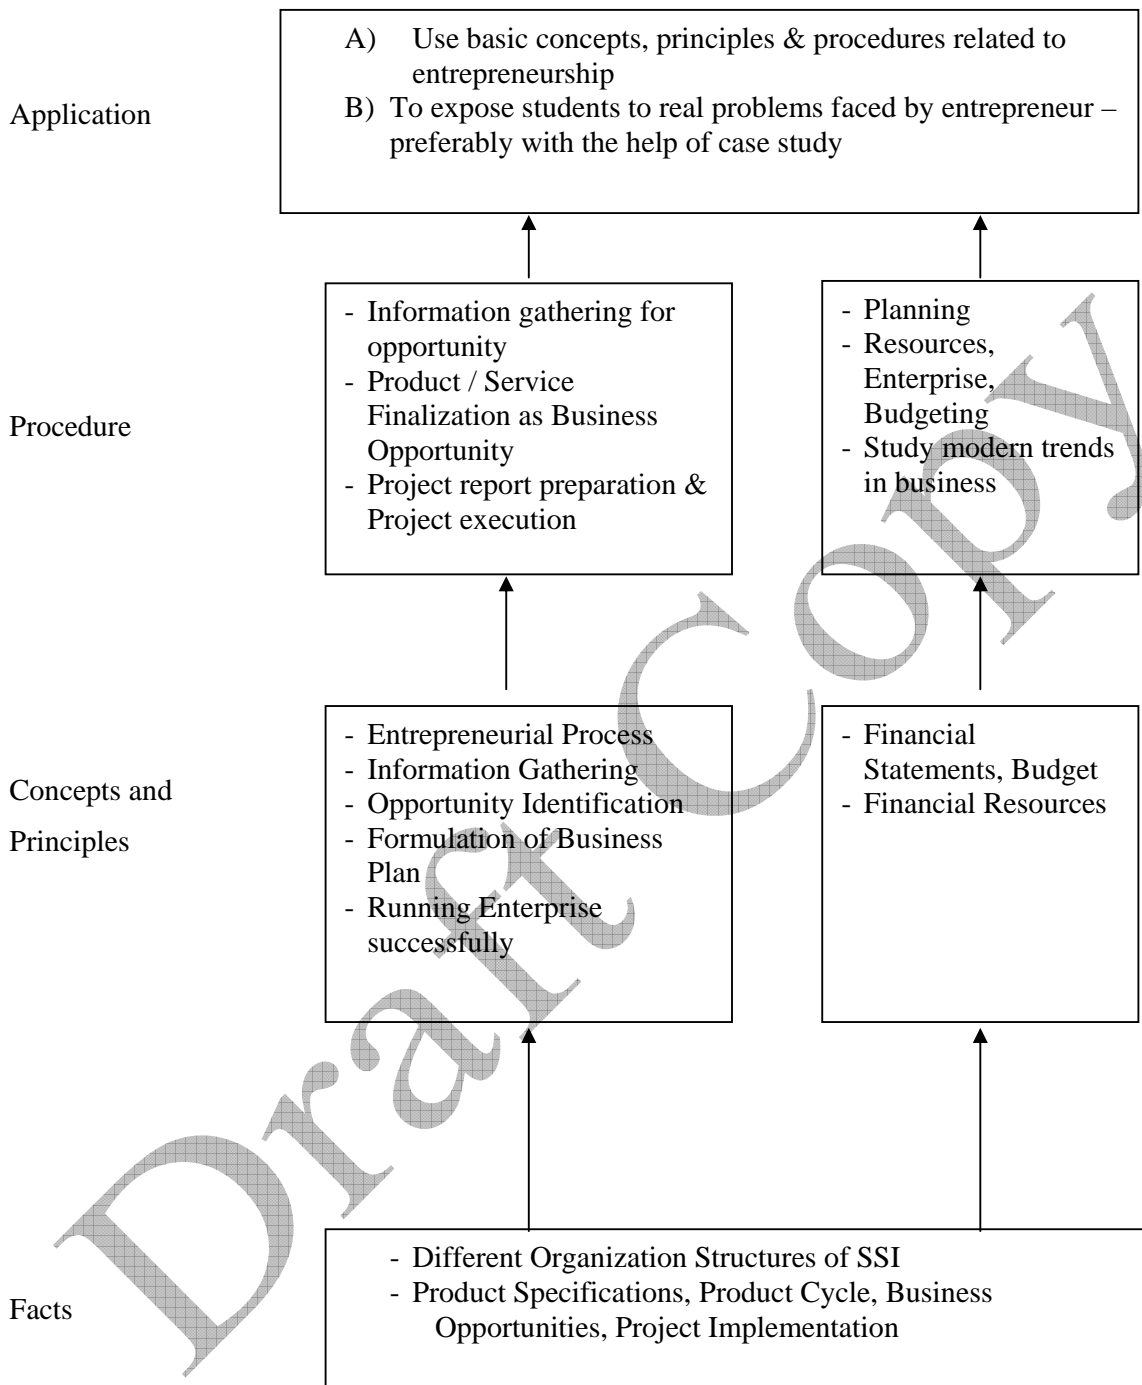 A) Use basic concepts, principles & procedures related to
entrepreneurship
B) To expose students to real problems faced by entrepreneur –
preferably with the help of case study
Application
- Information gathering for
opportunity
- Product / Service
Finalization as Business
Opportunity
- Project report preparation &
Project execution
- Planning
- Resources,
Enterprise,
Budgeting
- Study modern trends
in business
Procedure
- Entrepreneurial Process
- Information Gathering
- Opportunity Identification
- Formulation of Business
Plan
- Running Enterprise
successfully
- Financial
Statements, Budget
- Financial Resources
Concepts and
Principles
- Different Organization Structures of SSI
- Product Specifications, Product Cycle, Business
Opportunities, Project Implementation
Facts
Draft Copy